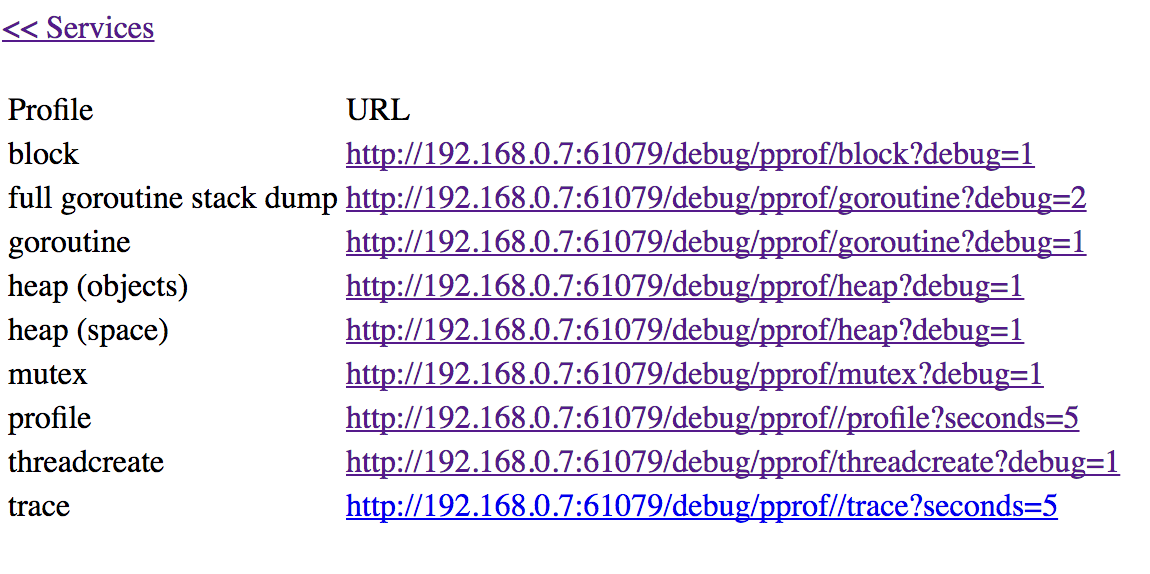 << Services
Profile URL
block http://192.168.0.7:61079/debug/pprof/block?debug=1
full goroutine stack dump http://192.168.0.7:61079/debug/pprof/goroutine?debug=2
goroutine http://192.168.0.7:61079/debug/pprof/goroutine?debug=1
heap (objects) http://192.168.0.7:61079/debug/pprof/heap?debug=1
heap (space) http://192.168.0.7:61079/debug/pprof/heap?debug=1
mutex http://192.168.0.7:61079/debug/pprof/mutex?debug=1
profile http://192.168.0.7:61079/debug/pprof//profile?seconds=5
threadcreate http://192.168.0.7:61079/debug/pprof/threadcreate?debug=1
trace http://192.168.0.7:61079/debug/pprof//trace?seconds=5